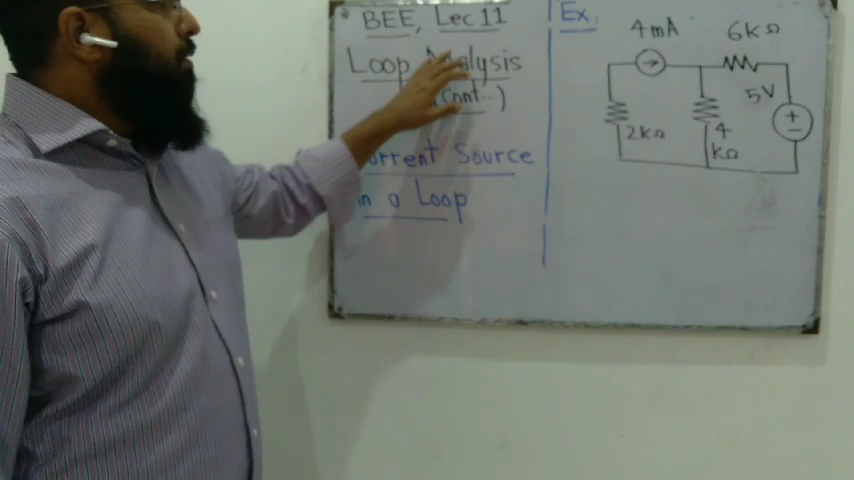 BEE, Lec 11
Loop Analysis
(Cont...)
Current Source
in a Loop
Ex:
4mA
6kΩ
5V
2kΩ
4
kΩ